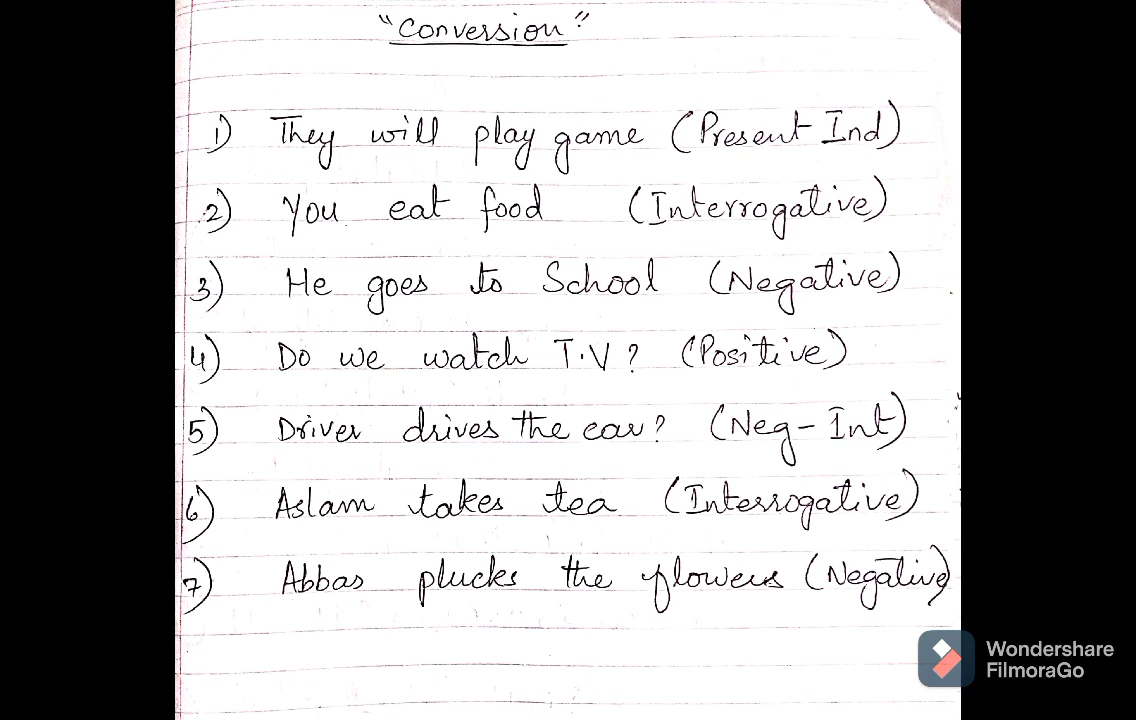 "Conversion"
1) They will play game (Present Ind)
2) You eat food (Interrogative)
3) He goes to School (Negative)
4) Do we watch T.V? (Positive)
5) Driver drives the car? (Neg-Int)
6) Aslam takes tea (Interrogative)
7) Abbas plucks the flowers (Negative)
Wondershare
FilmoraGo